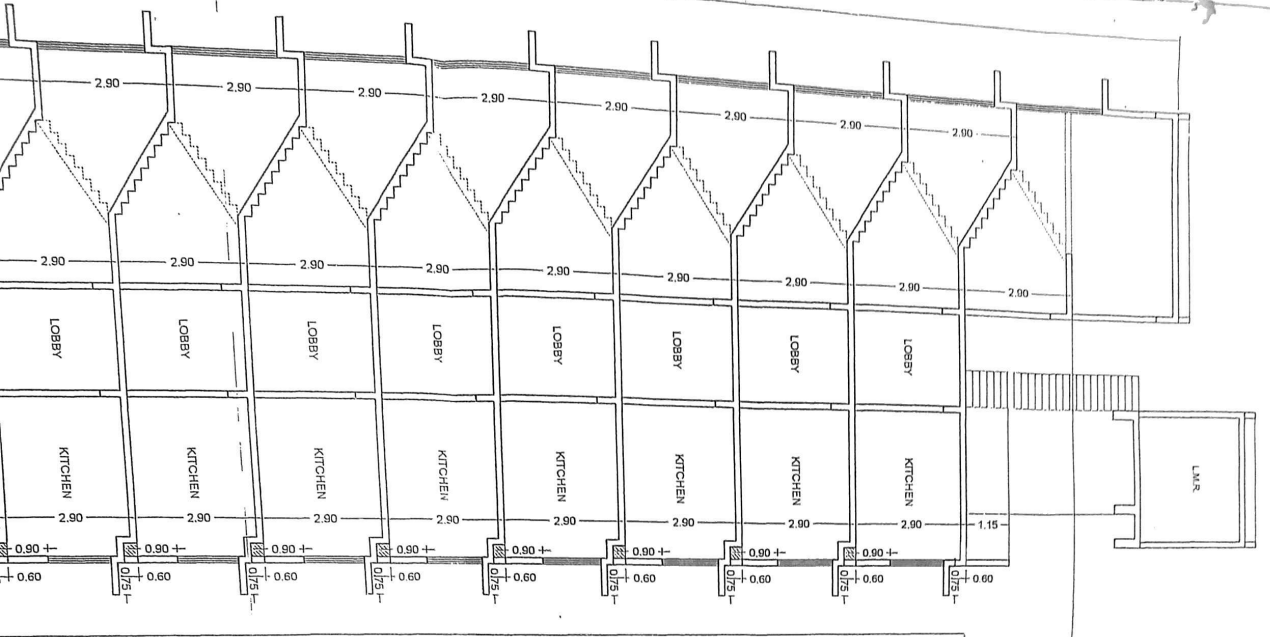 2.90 2.90 2.90 2.90 2.90 2.90 2.90 2.90
2.90 2.90 2.90 2.90 2.90 2.90 2.90 2.90 2.90
LOBBY LOBBY LOBBY LOBBY LOBBY LOBBY LOBBY LOBBY
KITCHEN KITCHEN KITCHEN KITCHEN KITCHEN KITCHEN KITCHEN KITCHEN
L.M.R.
2.90 2.90 2.90 2.90 2.90 2.90 2.90 2.90 1.15
0.90 0.90 0.90 0.90 0.90 0.90 0.90 0.90
0.60 0.60 0.60 0.60 0.60 0.60 0.60 0.60 0.60
0.75 0.75 0.75 0.75 0.75 0.75 0.75 0.75